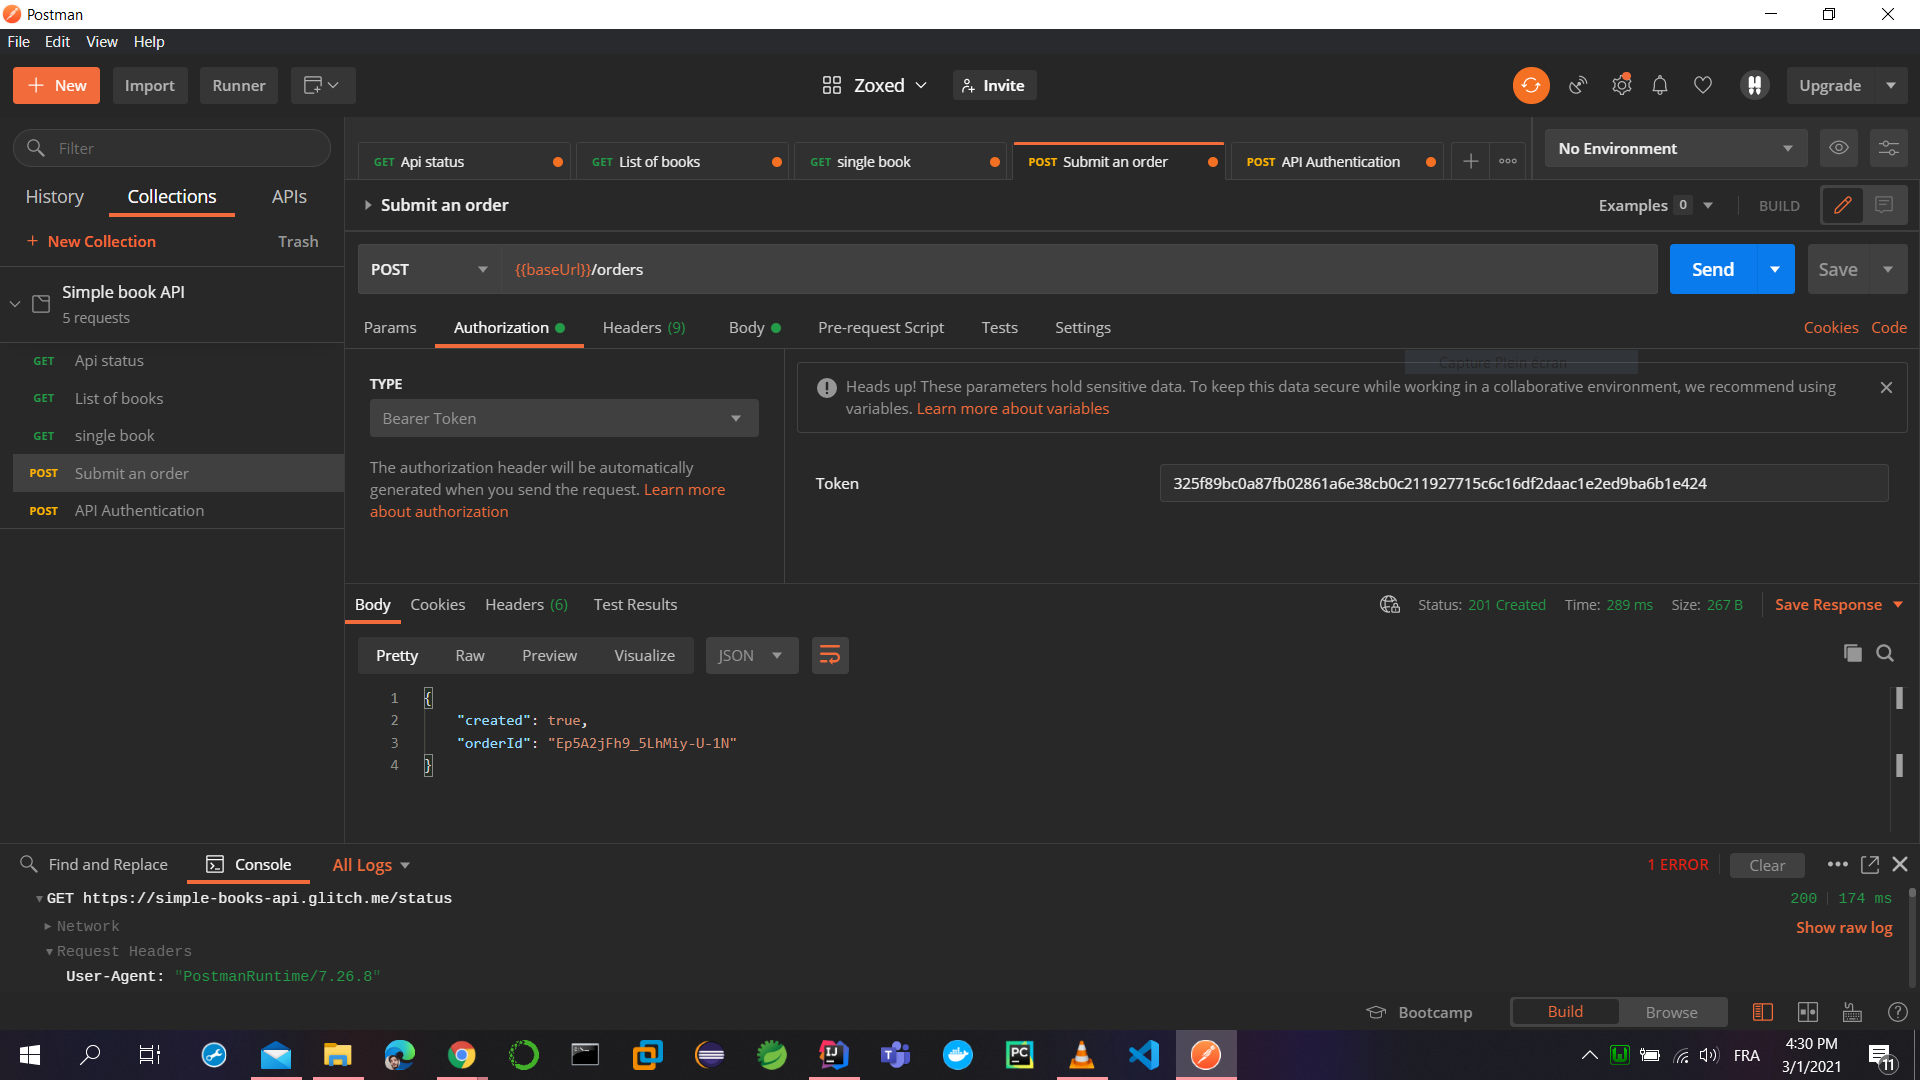 Postman
File Edit View Help
New Import Runner Zoxed Invite Upgrade
Filter
History Collections APIs
+ New Collection Trash
Simple book API
5 requests
GET Api status
GET List of books
GET single book
POST Submit an order
POST API Authentication
GET Api status GET List of books GET single book POST Submit an order POST API Authentication
No Environment
Submit an order Examples 0 BUILD
POST {{baseUrl}}/orders Send Save
Params Authorization Headers (9) Body Pre-request Script Tests Settings Cookies Code
Capture Plein écran
TYPE
Bearer Token
The authorization header will be automatically
generated when you send the request. Learn more
about authorization
Heads up! These parameters hold sensitive data. To keep this data secure while working in a collaborative environment, we recommend using
variables. Learn more about variables
Token 325f89bc0a87fb02861a6e38cb0c211927715c6c16df2daac1e2ed9ba6b1e424
Body Cookies Headers (6) Test Results Status: 201 Created Time: 289 ms Size: 267 B Save Response
Pretty Raw Preview Visualize JSON
1 {
2 "created": true,
3 "orderId": "Ep5A2jFh9_5LhMiy-U-1N"
4 }
Find and Replace Console All Logs 1 ERROR Clear
GET https://simple-books-api.glitch.me/status 200 174 ms
Network Show raw log
Request Headers
User-Agent: "PostmanRuntime/7.26.8"
Bootcamp Build Browse
IJ PC FRA 4:30 PM
3/1/2021 11